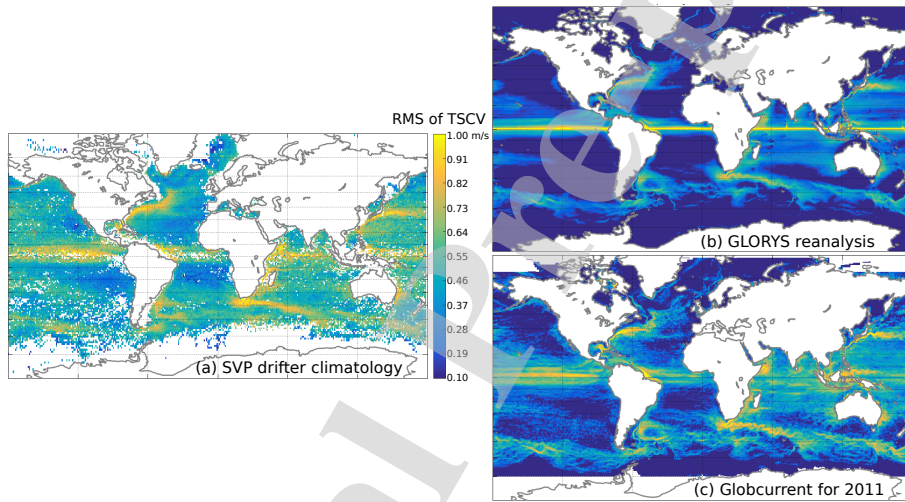 RMS of TSCV
1.00 m/s
0.91
0.82
0.73
0.64
0.55
0.46
0.37
0.28
0.19
0.10
(a) SVP drifter climatology
(b) GLORYS reanalysis
(c) Globcurrent for 2011